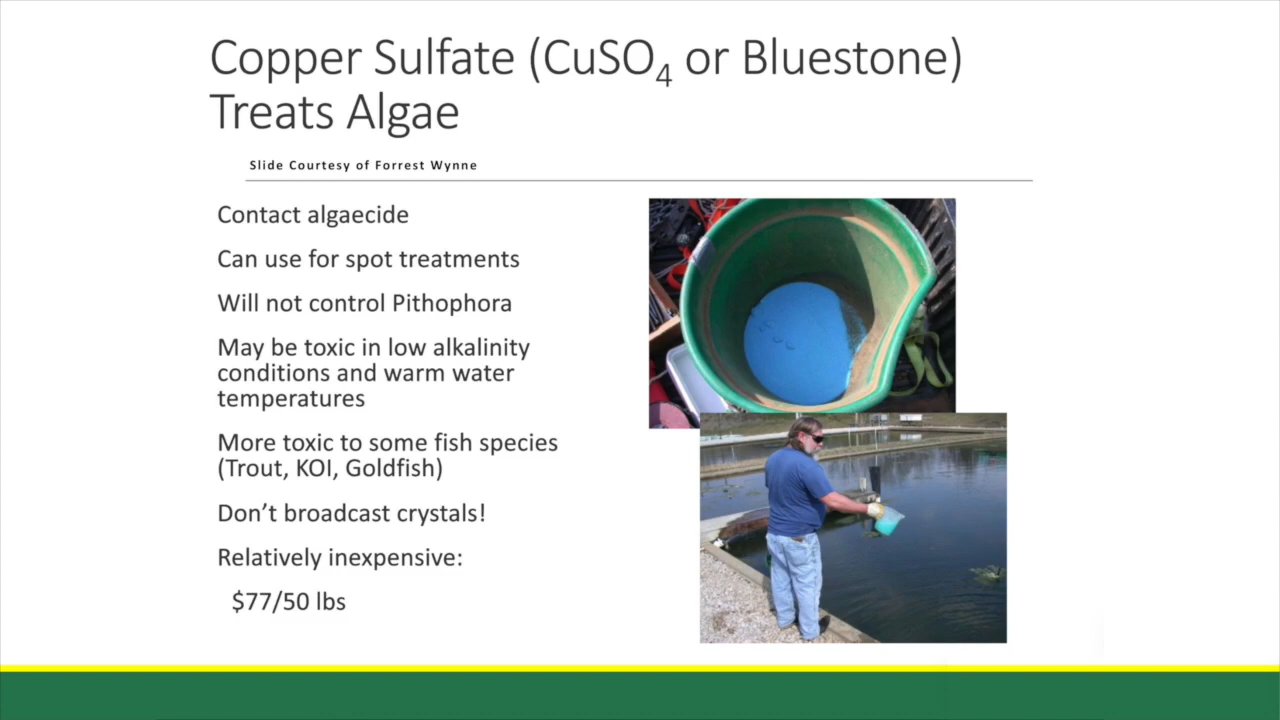 Copper Sulfate (CuSO₄ or Bluestone)
Treats Algae
Slide Courtesy of Forrest Wynne
Contact algaecide
Can use for spot treatments
Will not control Pithophora
May be toxic in low alkalinity
conditions and warm water
temperatures
More toxic to some fish species
(Trout, KOI, Goldfish)
Don’t broadcast crystals!
Relatively inexpensive:
$77/50 lbs